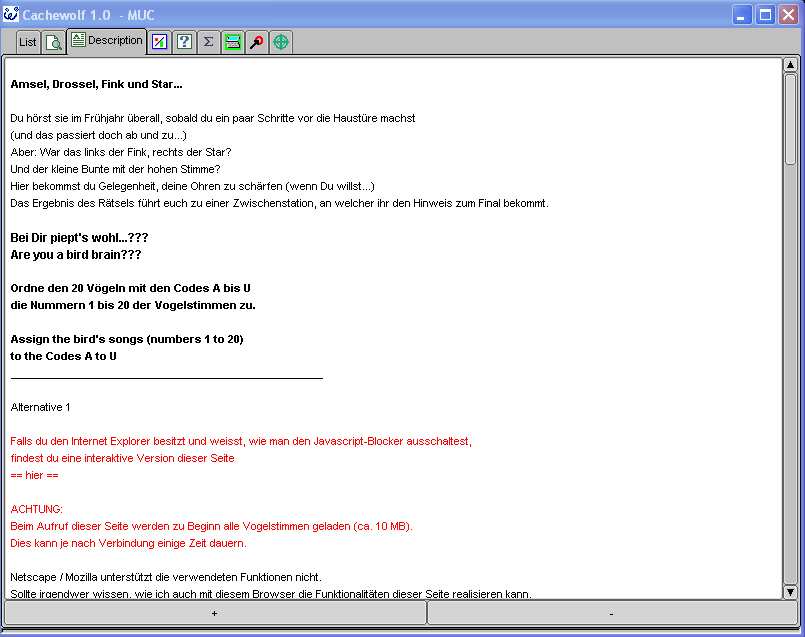 Cachewolf 1.0 - MUC
List
Description
Amsel, Drossel, Fink und Star...
Du hörst sie im Frühjahr überall, sobald du ein paar Schritte vor die Haustüre machst
(und das passiert doch ab und zu...)
Aber: War das links der Fink, rechts der Star?
Und der kleine Bunte mit der hohen Stimme?
Hier bekommst du Gelegenheit, deine Ohren zu schärfen (wenn Du willst...)
Das Ergebnis des Rätsels führt euch zu einer Zwischenstation, an welcher ihr den Hinweis zum Final bekommt.
Bei Dir piept's wohl...???
Are you a bird brain???
Ordne den 20 Vögeln mit den Codes A bis U
die Nummern 1 bis 20 der Vogelstimmen zu.
Assign the bird's songs (numbers 1 to 20)
to the Codes A to U
Alternative 1
Falls du den Internet Explorer besitzt und weisst, wie man den Javascript-Blocker ausschaltest,
findest du eine interaktive Version dieser Seite
== hier ==
ACHTUNG:
Beim Aufruf dieser Seite werden zu Beginn alle Vogelstimmen geladen (ca. 10 MB).
Dies kann je nach Verbindung einige Zeit dauern.
Netscape / Mozilla unterstützt die verwendeten Funktionen nicht.
Sollte irgendwer wissen, wie ich auch mit diesem Browser die Funktionalitäten dieser Seite realisieren kann,
+ -